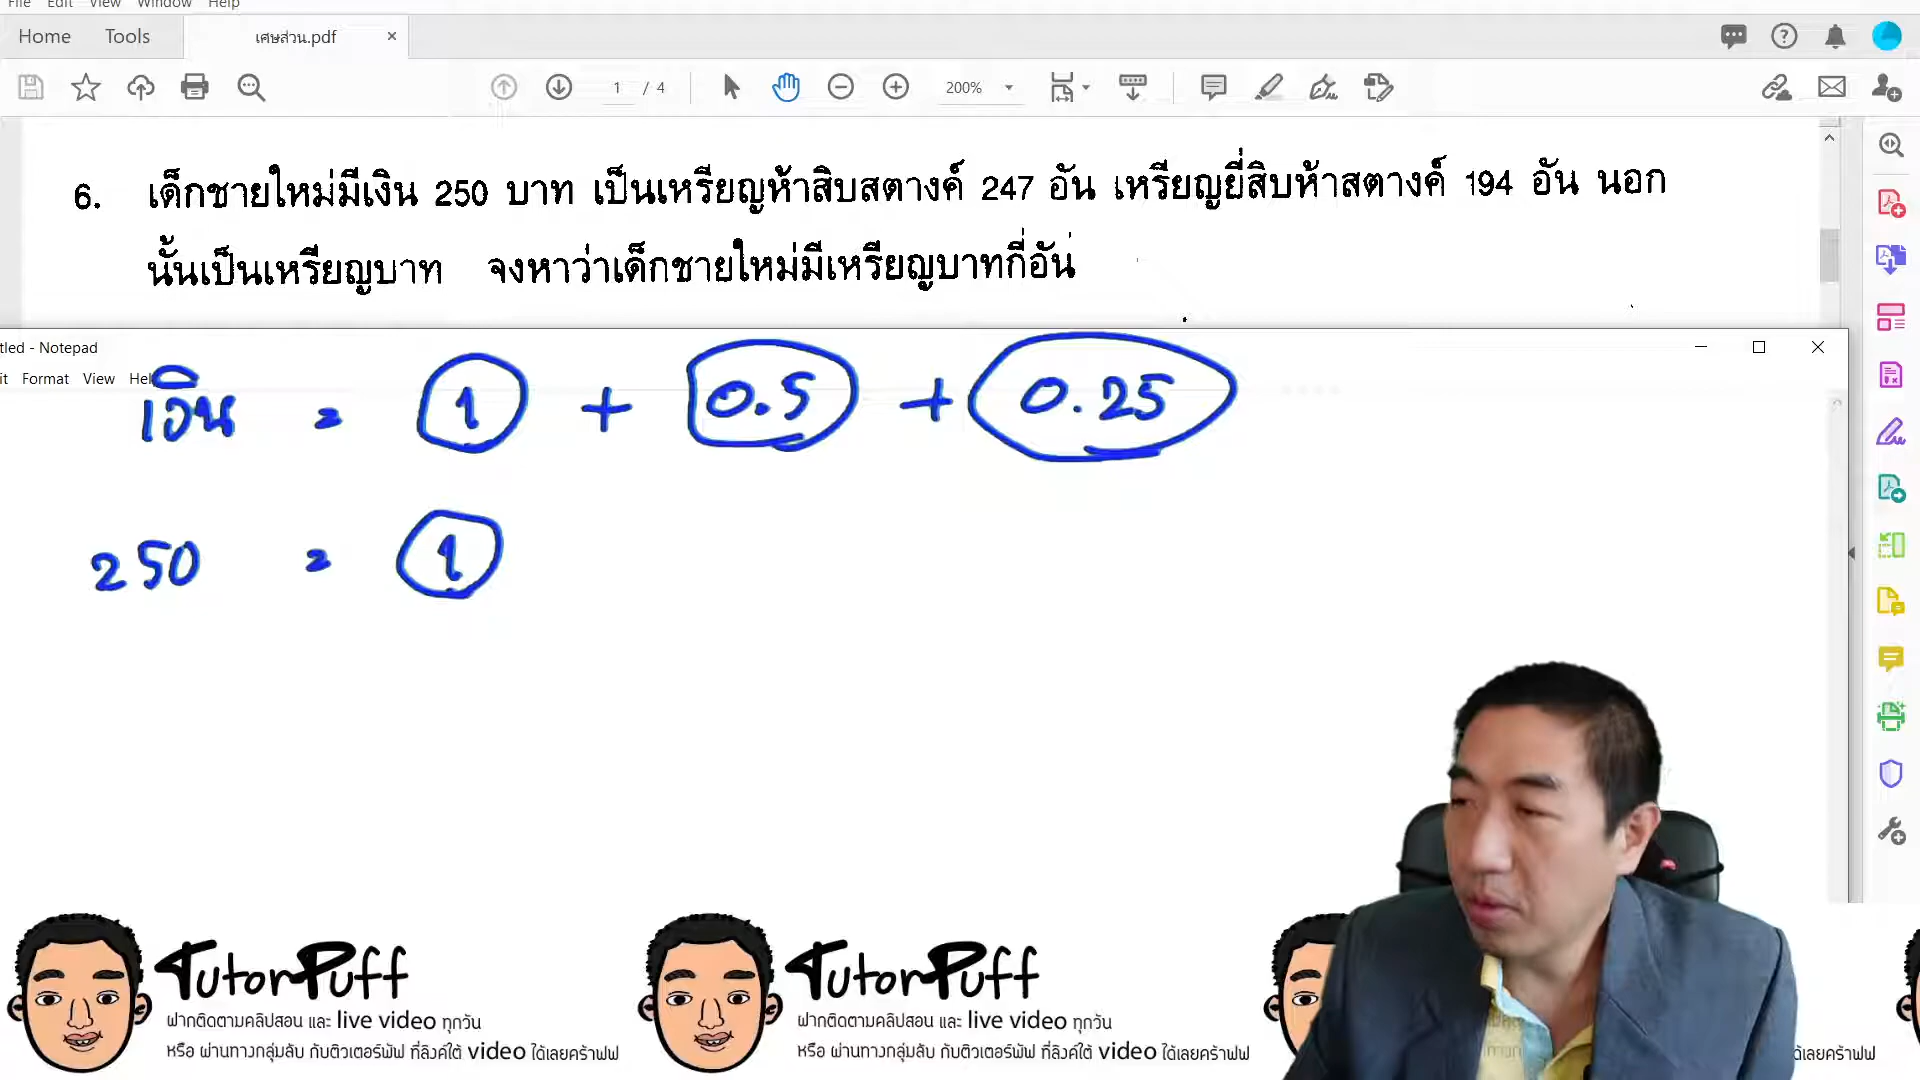 File Edit View Window Help
Home Tools เศษส่วน.pdf ×
1 / 4 200%
6. เด็กชายใหม่มีเงิน 250 บาท เป็นเหรียญห้าสิบสตางค์ 247 อัน เหรียญยี่สิบห้าสตางค์ 194 อัน นอก
นั้นเป็นเหรียญบาท จงหาว่าเด็กชายใหม่มีเหรียญบาทกี่อัน
tled - Notepad
it Format View Help
เงิน = 1 + 0.5 + 0.25
250 = 1
TutorPuff TutorPuff
ฝากติดตามคลิปสอน และ live video ทุกวัน ฝากติดตามคลิปสอน และ live video ทุกวัน
หรือ ผ่านทางกลุ่มลับ กับติวเตอร์พัฟ ที่ลิงค์ใต้ video ได้เลยคร้าฟฟ หรือ ผ่านทางกลุ่มลับ กับติวเตอร์พัฟ ที่ลิงค์ใต้ video ได้เลยคร้าฟฟ ด้เลยคร้าฟฟ